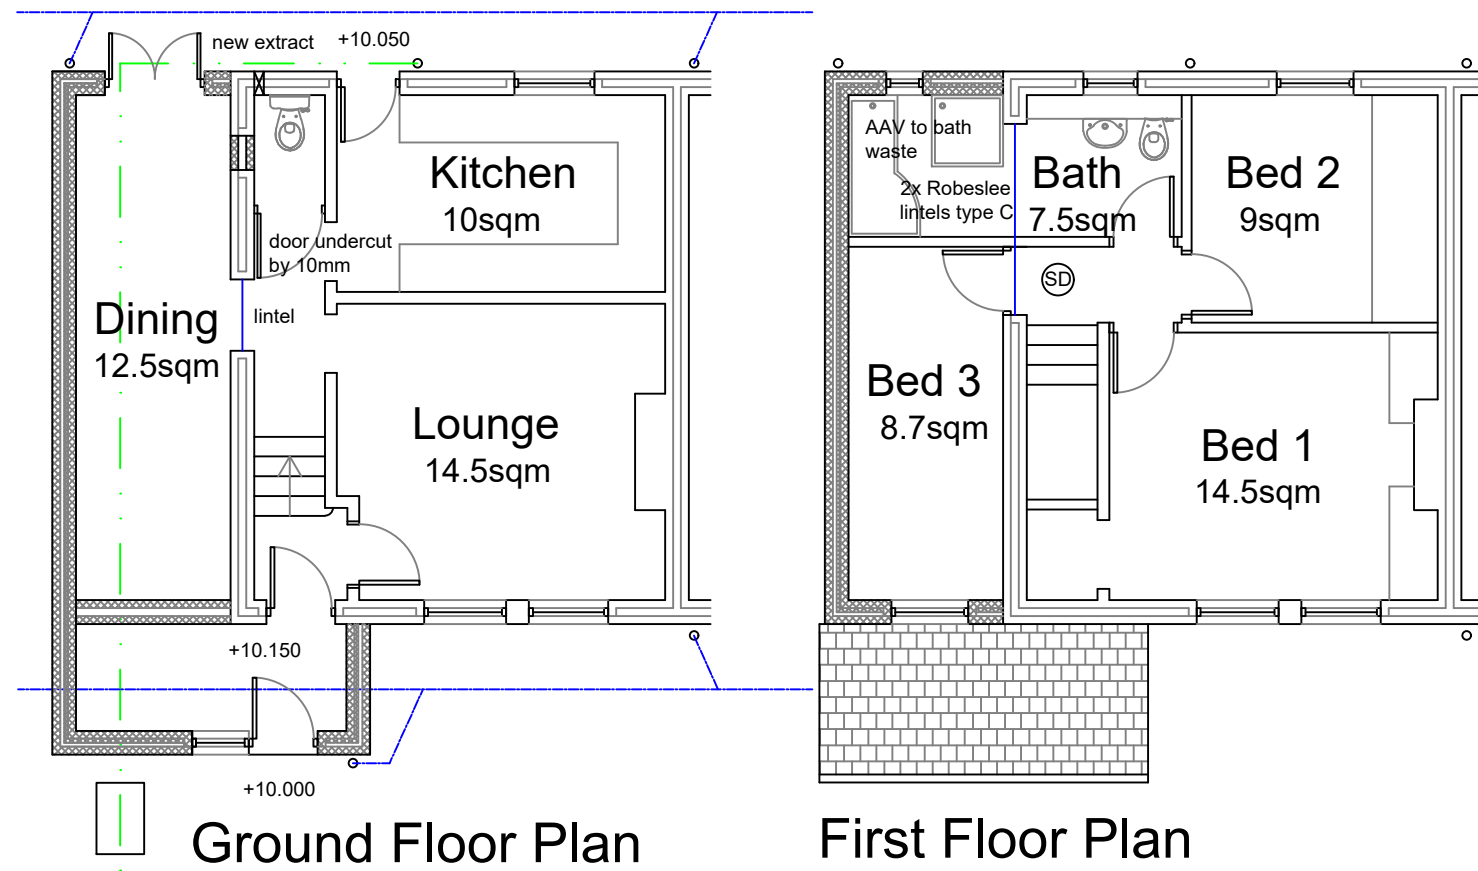 new extract
+10.050
Kitchen
10sqm
door undercut
by 10mm
Dining
12.5sqm
lintel
Lounge
14.5sqm
+10.150
+10.000
Ground Floor Plan
AAV to bath
waste
2x Robeslee
lintels type C
Bath
7.5sqm
Bed 2
9sqm
SD
Bed 3
8.7sqm
Bed 1
14.5sqm
First Floor Plan